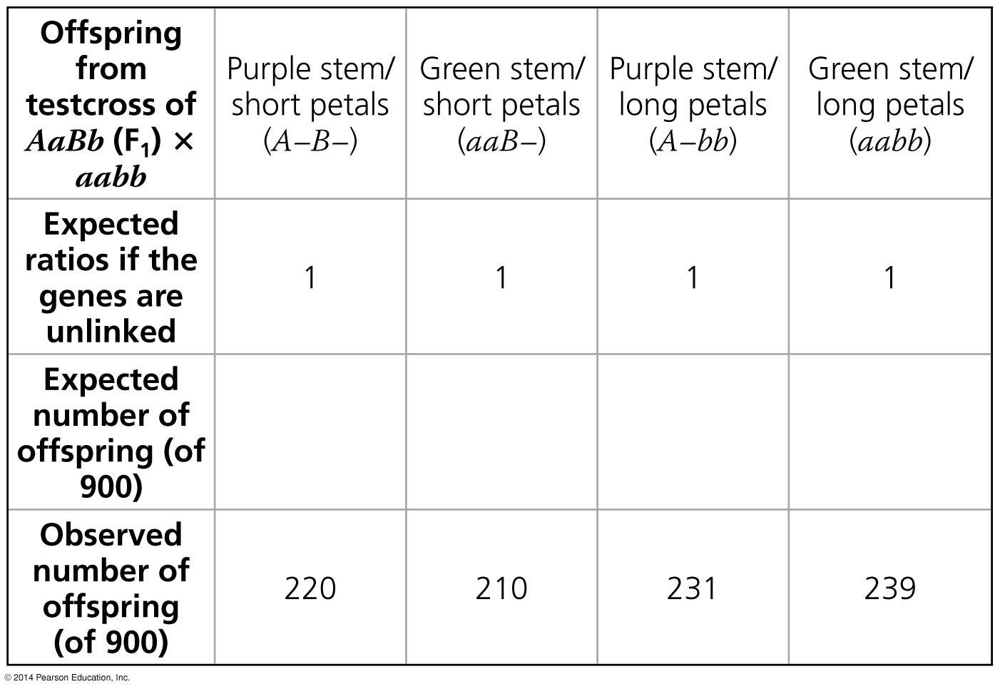 Offspring
from
testcross of
AaBb (F₁) ×
aabb
Purple stem/
short petals
(A–B–)
Green stem/
short petals
(aaB–)
Purple stem/
long petals
(A–bb)
Green stem/
long petals
(aabb)
Expected
ratios if the
genes are
unlinked
1
1
1
1
Expected
number of
offspring (of
900)
Observed
number of
offspring
(of 900)
220
210
231
239
© 2014 Pearson Education, Inc.